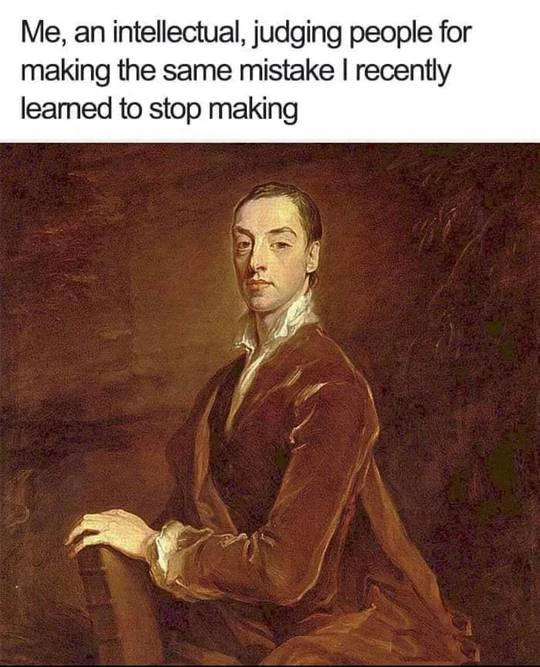 Me, an intellectual, judging people for
making the same mistake I recently
learned to stop making